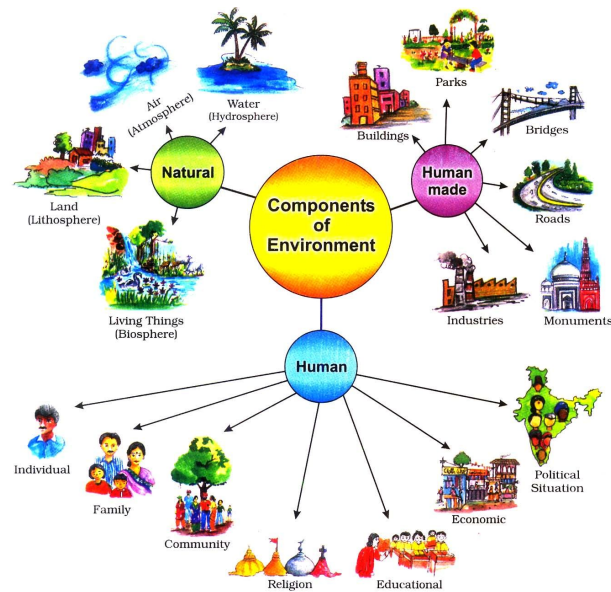 Air
(Atmosphere)
Water
(Hydrosphere)
Natural
Land
(Lithosphere)
Living Things
(Biosphere)
Components
of
Environment
Parks
Buildings
Bridges
Human
made
Roads
Industries
Monuments
Human
Individual
Family
Community
Religion
Educational
Economic
Political
Situation